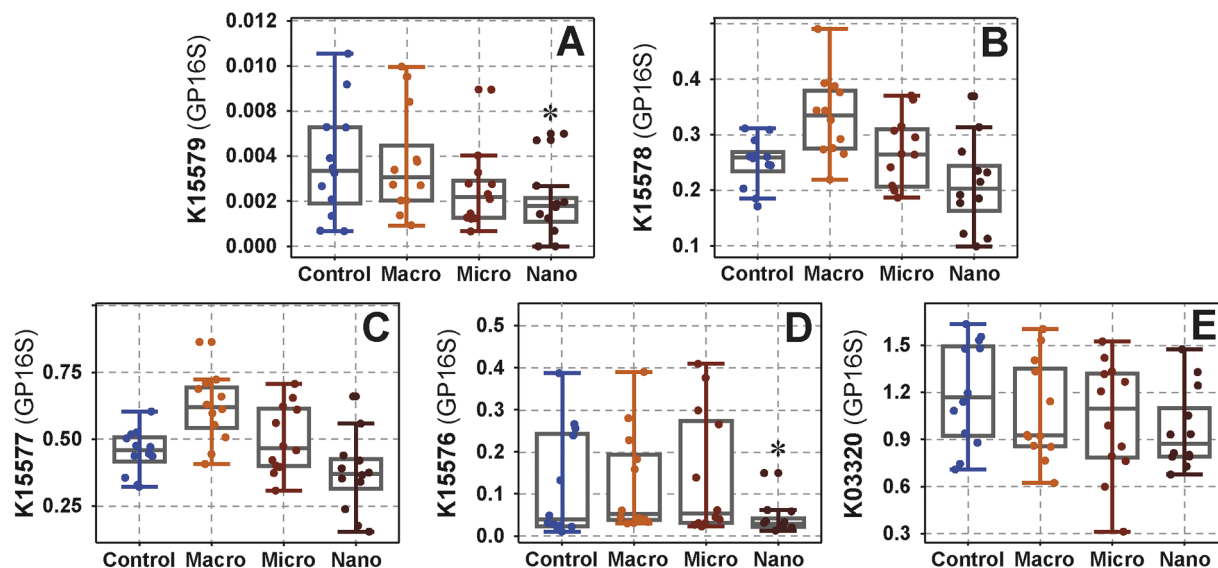 A
K15579 (GP16S)
0.012
0.010
0.008
0.006
0.004
0.002
0.000
*
Control Macro Micro Nano
B
K15578 (GP16S)
0.4
0.3
0.2
0.1
Control Macro Micro Nano
C
K15577 (GP16S)
0.75
0.50
0.25
Control Macro Micro Nano
D
K15576 (GP16S)
0.5
0.4
0.3
0.2
0.1
0.0
*
Control Macro Micro Nano
E
K03320 (GP16S)
1.5
1.2
0.9
0.6
0.3
Control Macro Micro Nano